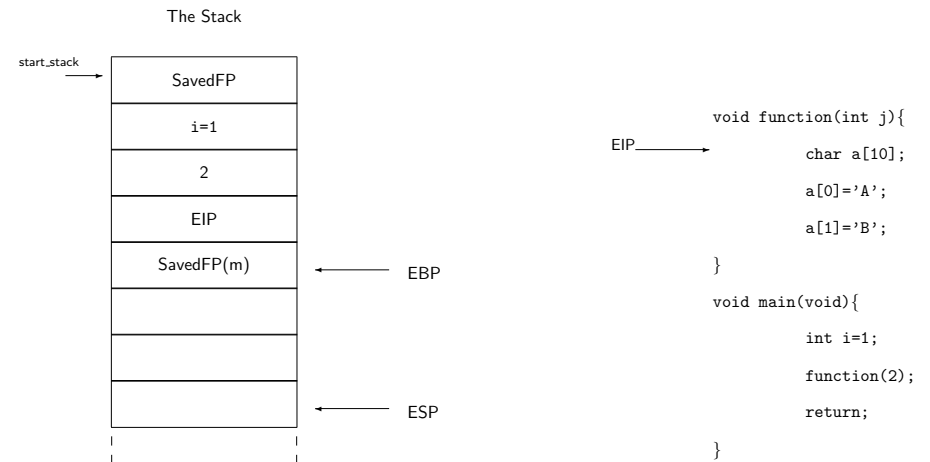 The Stack
start_stack
SavedFP
i=1
2
EIP
SavedFP(m)
EBP
ESP
EIP
void function(int j){
char a[10];
a[0]='A';
a[1]='B';
}
void main(void){
int i=1;
function(2);
return;
}